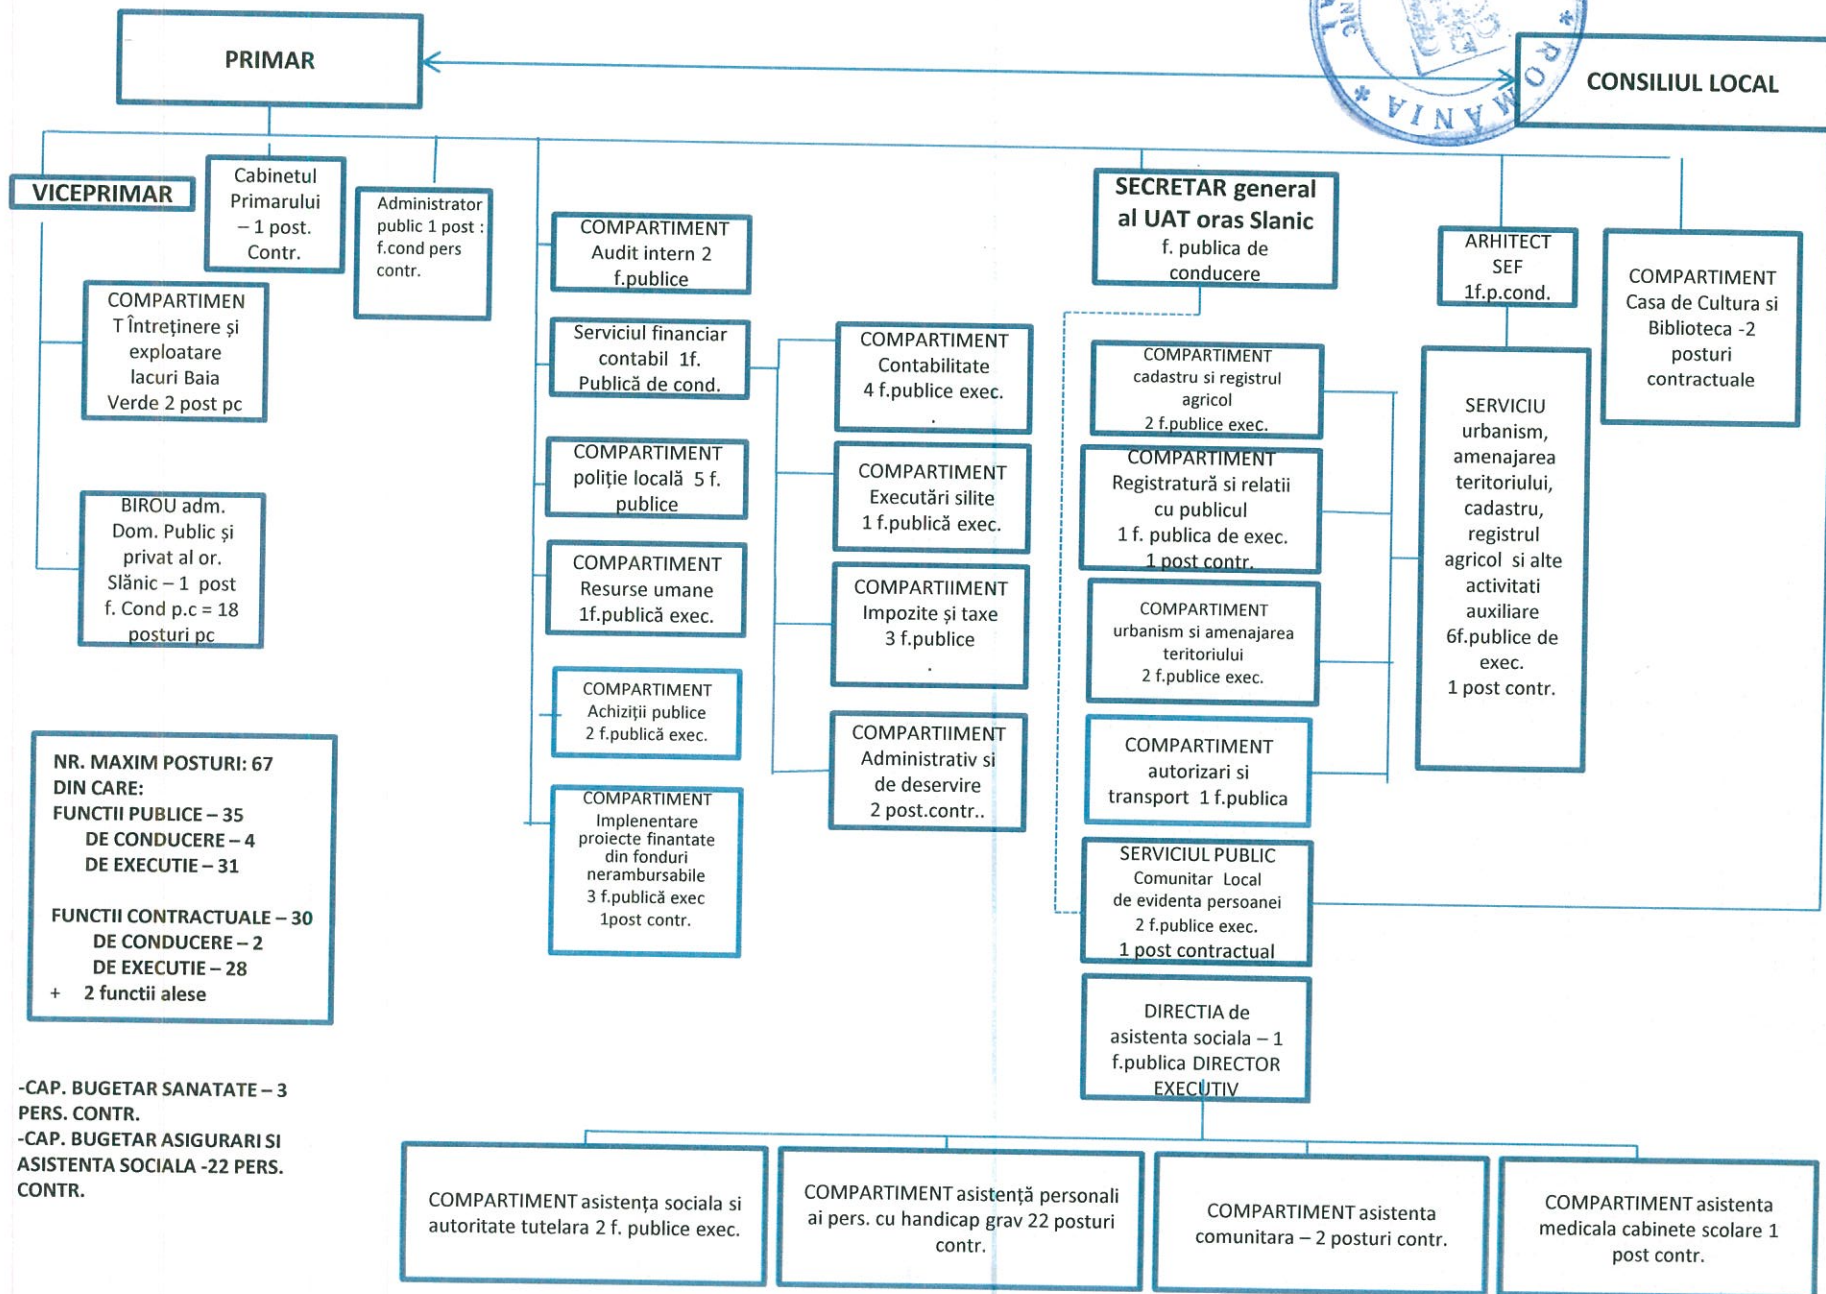 PRIMAR
CONSILIUL LOCAL
* ROMÂNIA *
VICEPRIMAR
Cabinetul
Primarului
– 1 post.
Contr.
Administrator
public 1 post :
f.cond pers
contr.
COMPARTIMEN
T Întreținere și
exploatare
lacuri Baia
Verde 2 post pc
BIROU adm.
Dom. Public și
privat al or.
Slănic – 1 post
f. Cond p.c = 18
posturi pc
COMPARTIMENT
Audit intern 2
f.publice
Serviciul financiar
contabil 1f.
Publică de cond.
COMPARTIMENT
poliție locală 5 f.
publice
COMPARTIMENT
Resurse umane
1f.publică exec.
COMPARTIMENT
Achiziții publice
2 f.publică exec.
COMPARTIMENT
Implenentare
proiecte finantate
din fonduri
nerambursabile
3 f.publică exec
1post contr.
COMPARTIMENT
Contabilitate
4 f.publice exec.
.
COMPARTIMENT
Executări silite
1 f.publică exec.
COMPARTIIMENT
Impozite și taxe
3 f.publice
.
COMPARTIIMENT
Administrativ si
de deservire
2 post.contr..
SECRETAR general
al UAT oras Slanic
f. publica de
conducere
COMPARTIMENT
cadastru si registrul
agricol
2 f.publice exec.
COMPARTIMENT
Registratură si relatii
cu publicul
1 f. publica de exec.
1 post contr.
COMPARTIMENT
urbanism si amenajarea
teritoriului
2 f.publice exec.
COMPARTIMENT
autorizari si
transport 1 f.publica
SERVICIUL PUBLIC
Comunitar Local
de evidenta persoanei
2 f.publice exec.
1 post contractual
DIRECTIA de
asistenta sociala – 1
f.publica DIRECTOR
EXECUTIV
ARHITECT
SEF
1f.p.cond.
SERVICIU
urbanism,
amenajarea
teritoriului,
cadastru,
registrul
agricol si alte
activitati
auxiliare
6f.publice de
exec.
1 post contr.
COMPARTIMENT
Casa de Cultura si
Biblioteca -2
posturi
contractuale
NR. MAXIM POSTURI: 67
DIN CARE:
FUNCTII PUBLICE – 35
DE CONDUCERE – 4
DE EXECUTIE – 31
FUNCTII CONTRACTUALE – 30
DE CONDUCERE – 2
DE EXECUTIE – 28
+ 2 functii alese
-CAP. BUGETAR SANATATE – 3
PERS. CONTR.
-CAP. BUGETAR ASIGURARI SI
ASISTENTA SOCIALA -22 PERS.
CONTR.
COMPARTIMENT asistența sociala si
autoritate tutelara 2 f. publice exec.
COMPARTIMENT asistență personali
ai pers. cu handicap grav 22 posturi
contr.
COMPARTIMENT asistenta
comunitara – 2 posturi contr.
COMPARTIMENT asistenta
medicala cabinete scolare 1
post contr.